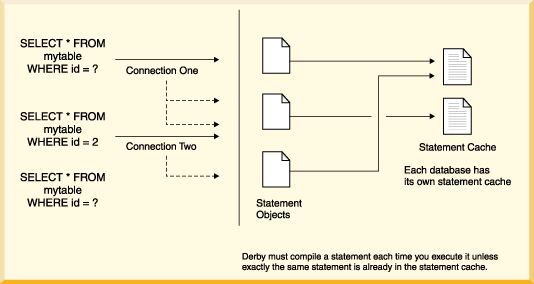 SELECT * FROM
mytable
WHERE id = ?
Connection One
SELECT * FROM
mytable
WHERE id = 2
Connection Two
SELECT * FROM
mytable
WHERE id = ?
Statement
Objects
Statement Cache
Each database has
its own statement cache
Derby must compile a statement each time you execute it unless
exactly the same statement is already in the statement cache.